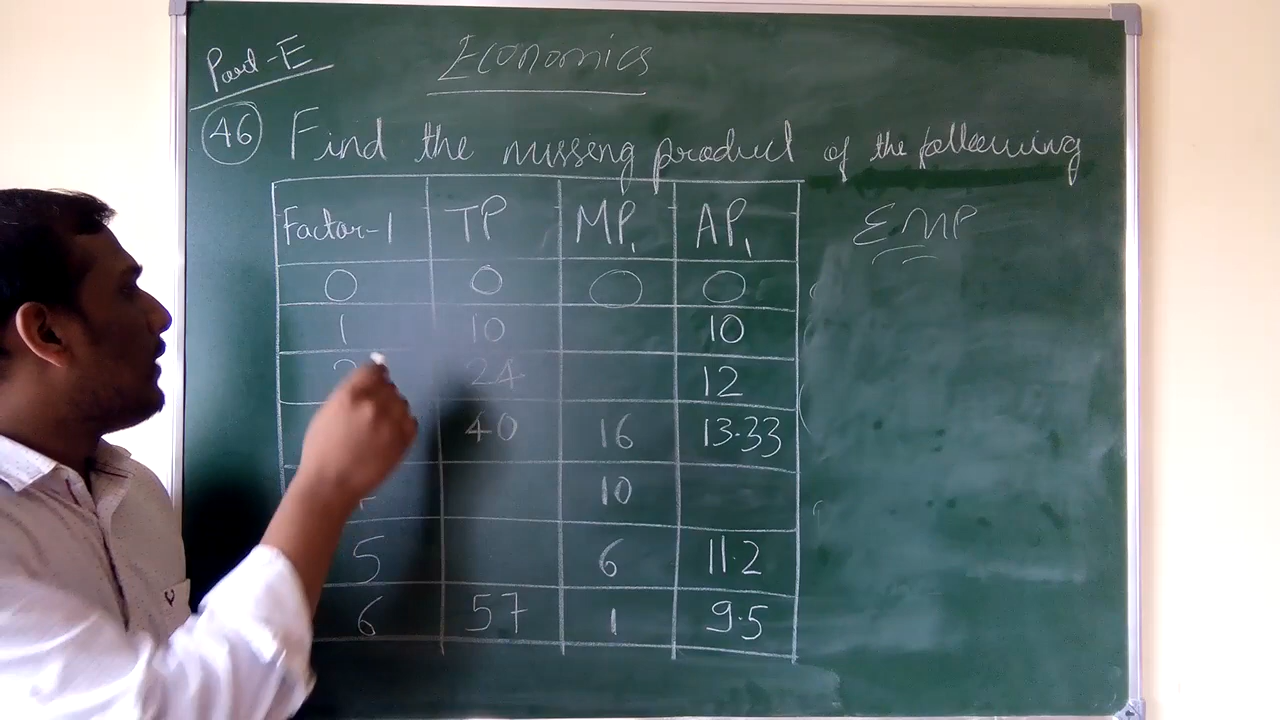 Part-E
Economics
46 Find the missing product of the following
Factor-1 TP MP1 AP1
ΣMP
0 0 0 0
1 10 10
2 24 12
40 16 13.33
10
5 6 11.2
6 57 1 9.5